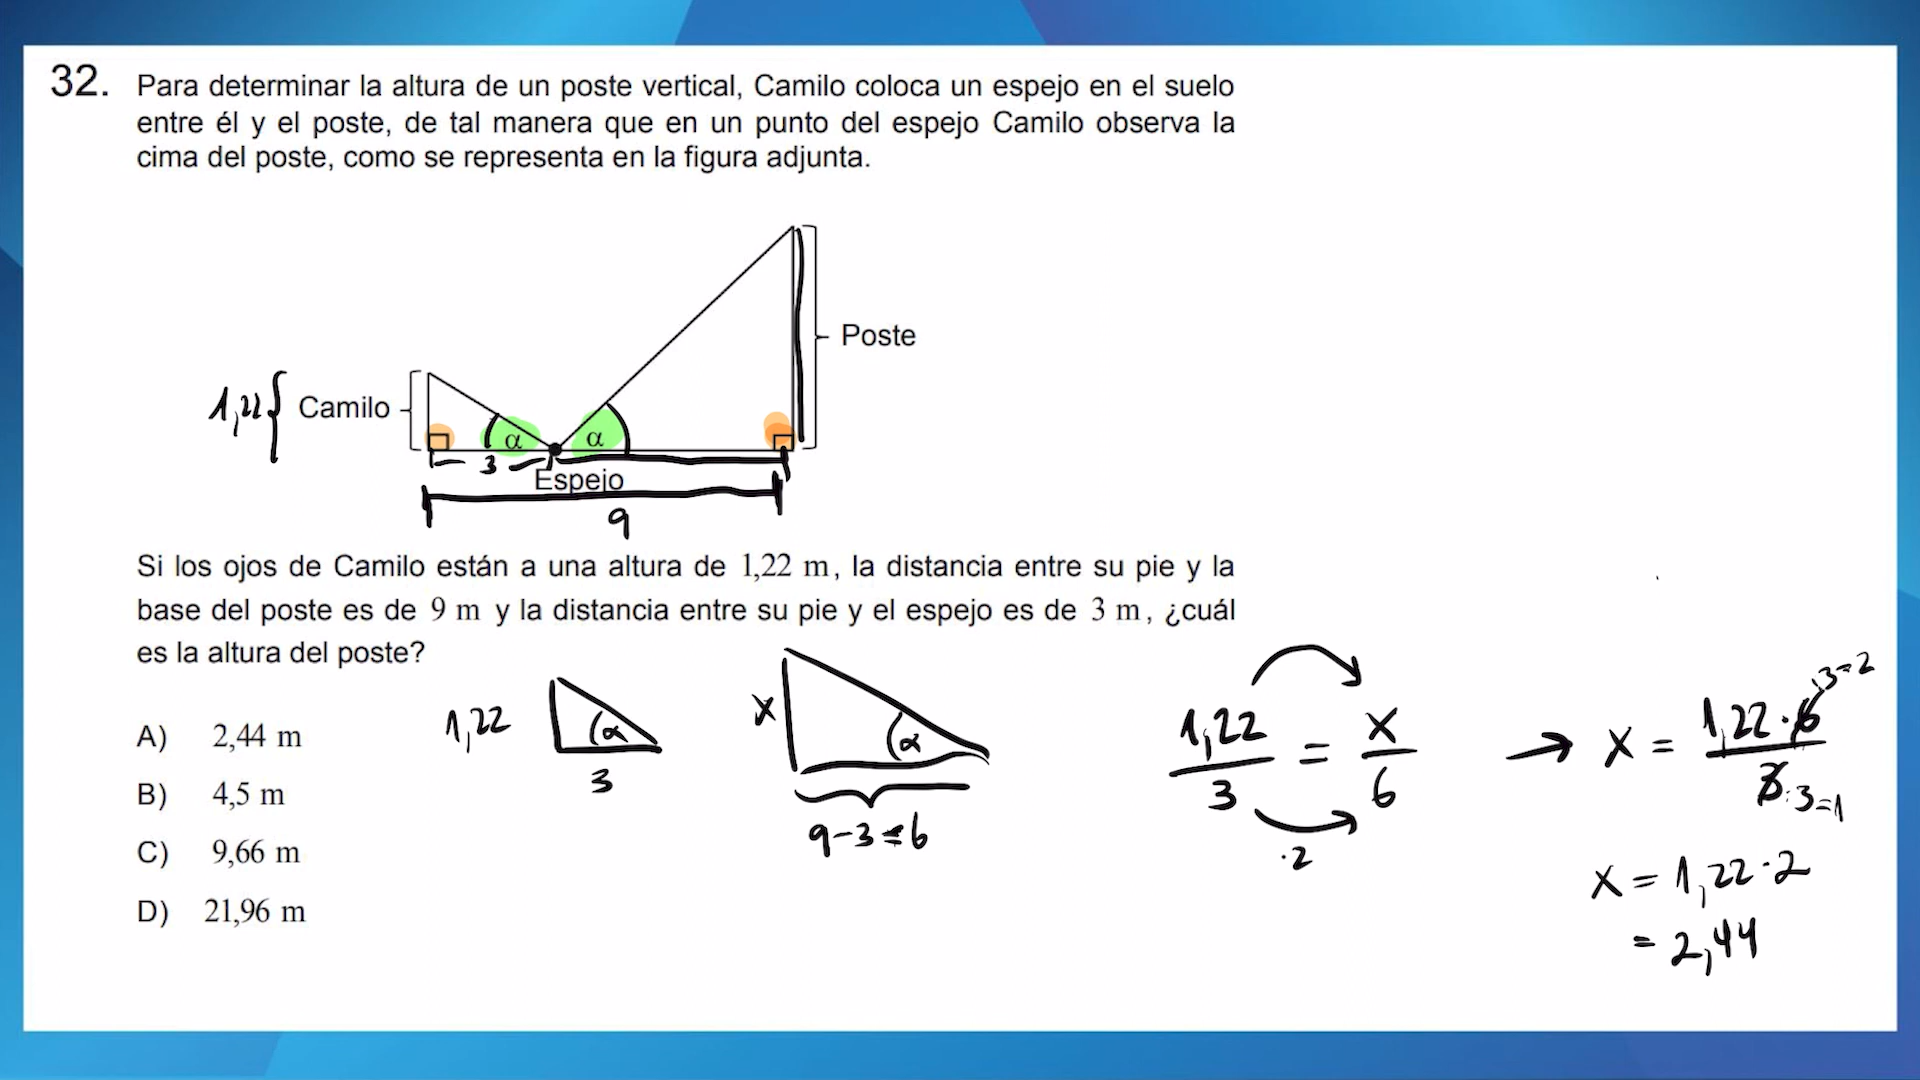 32. Para determinar la altura de un poste vertical, Camilo coloca un espejo en el suelo
entre él y el poste, de tal manera que en un punto del espejo Camilo observa la
cima del poste, como se representa en la figura adjunta.
Poste
1,22 { Camilo
α α
3
Espejo
9
Si los ojos de Camilo están a una altura de 1,22 m, la distancia entre su pie y la
base del poste es de 9 m y la distancia entre su pie y el espejo es de 3 m, ¿cuál
es la altura del poste?
A) 2,44 m
B) 4,5 m
C) 9,66 m
D) 21,96 m
1,22 α
3
x α
9-3=6
1,22/3 = x/6
·2
→ x = 1,22·6/3
:3=2
:3=1
x = 1,22·2
= 2,44